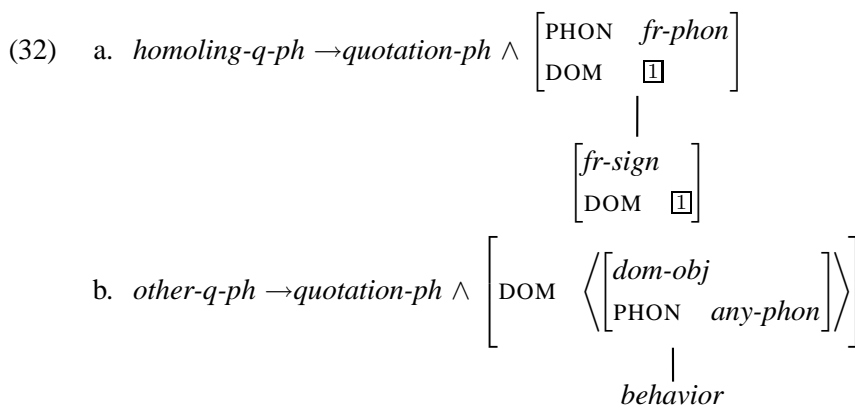 (32) a. homoling-q-ph →quotation-ph ∧ [PHON fr-phon
DOM 1]
[fr-sign
DOM 1]
b. other-q-ph →quotation-ph ∧ [DOM ⟨[dom-obj
PHON any-phon]⟩]
behavior